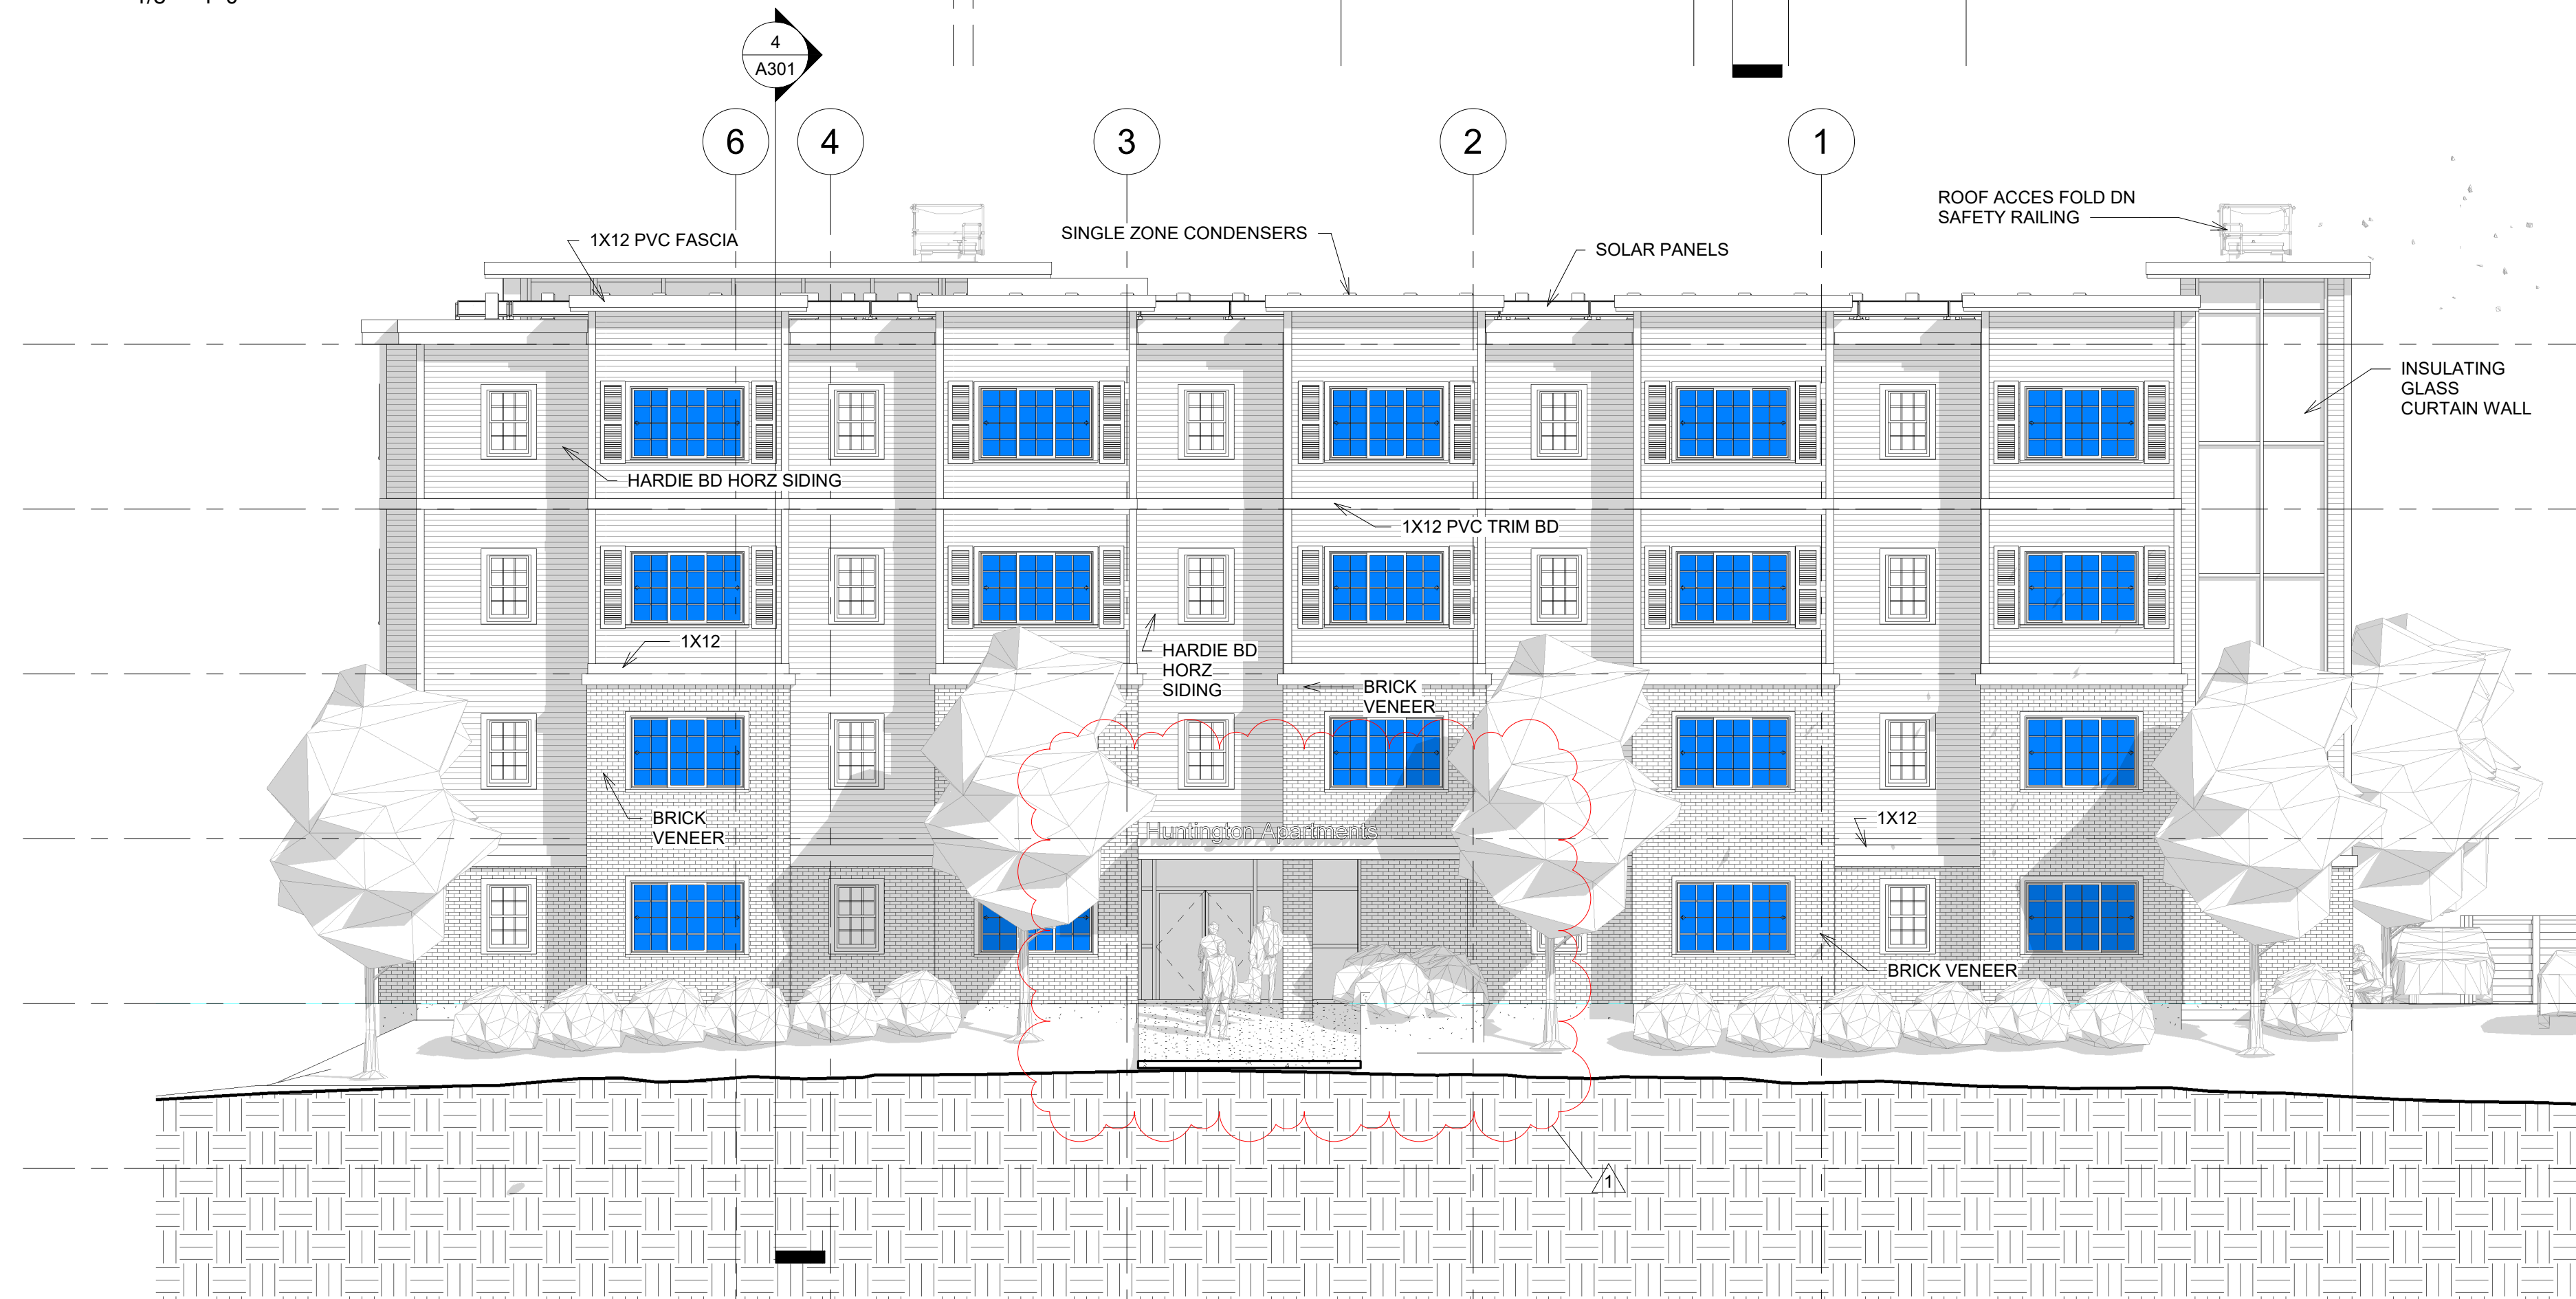 4
A301
6
4
3
2
1
ROOF ACCES FOLD DN
SAFETY RAILING
1X12 PVC FASCIA
SINGLE ZONE CONDENSERS
SOLAR PANELS
INSULATING
GLASS
CURTAIN WALL
HARDIE BD HORZ SIDING
1X12 PVC TRIM BD
1X12
HARDIE BD
HORZ
SIDING
BRICK
VENEER
BRICK
VENEER
Huntington Apartments
1X12
BRICK VENEER
1